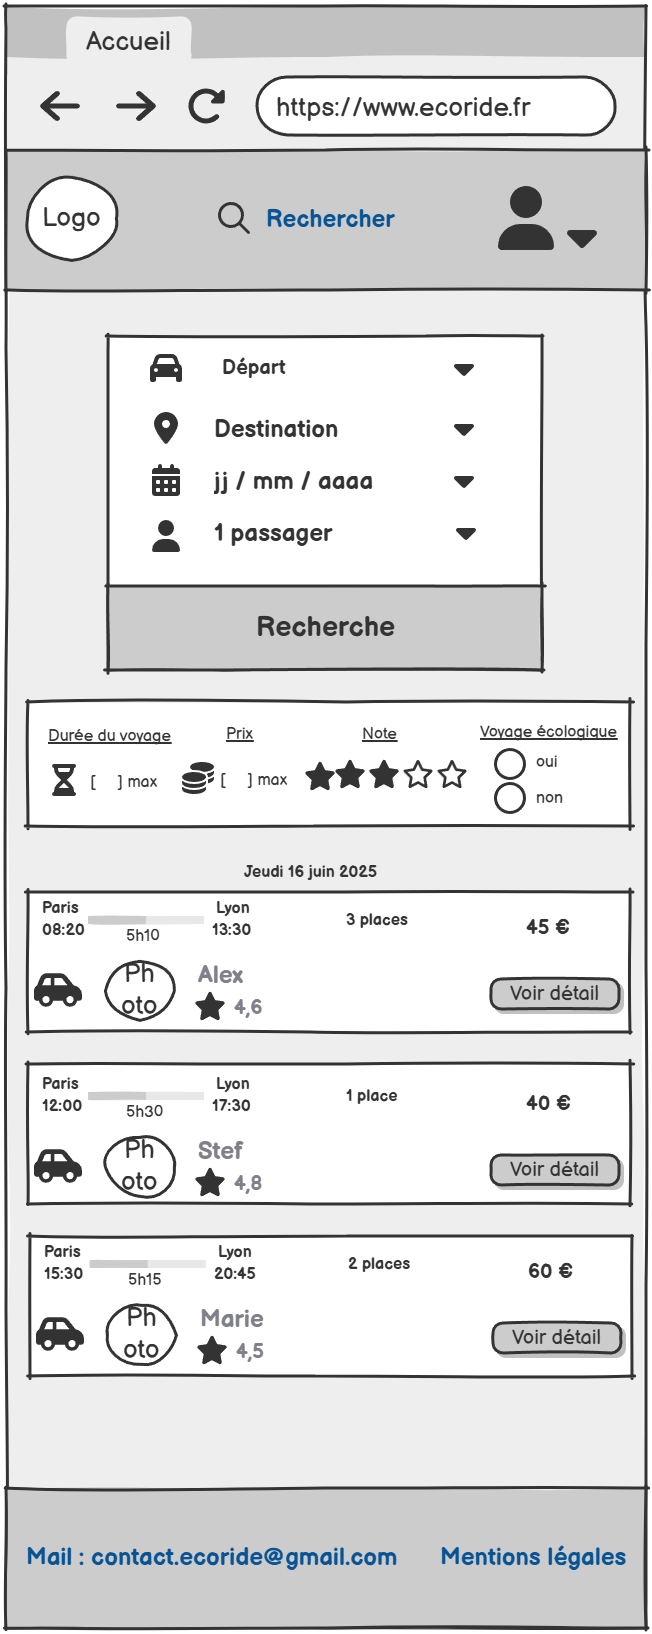 Accueil
https://www.ecoride.fr
Logo
Rechercher
Départ
Destination
jj / mm / aaaa
1 passager
Recherche
Durée du voyage Prix Note Voyage écologique
[ ] max [ ] max oui
non
Jeudi 16 juin 2025
Paris Lyon 3 places 45 €
08:20 13:30
5h10
Ph
oto
Alex
4,6
Voir détail
Paris Lyon 1 place 40 €
12:00 17:30
5h30
Ph
oto
Stef
4,8
Voir détail
Paris Lyon 2 places 60 €
15:30 20:45
5h15
Ph
oto
Marie
4,5
Voir détail
Mail : contact.ecoride@gmail.com Mentions légales